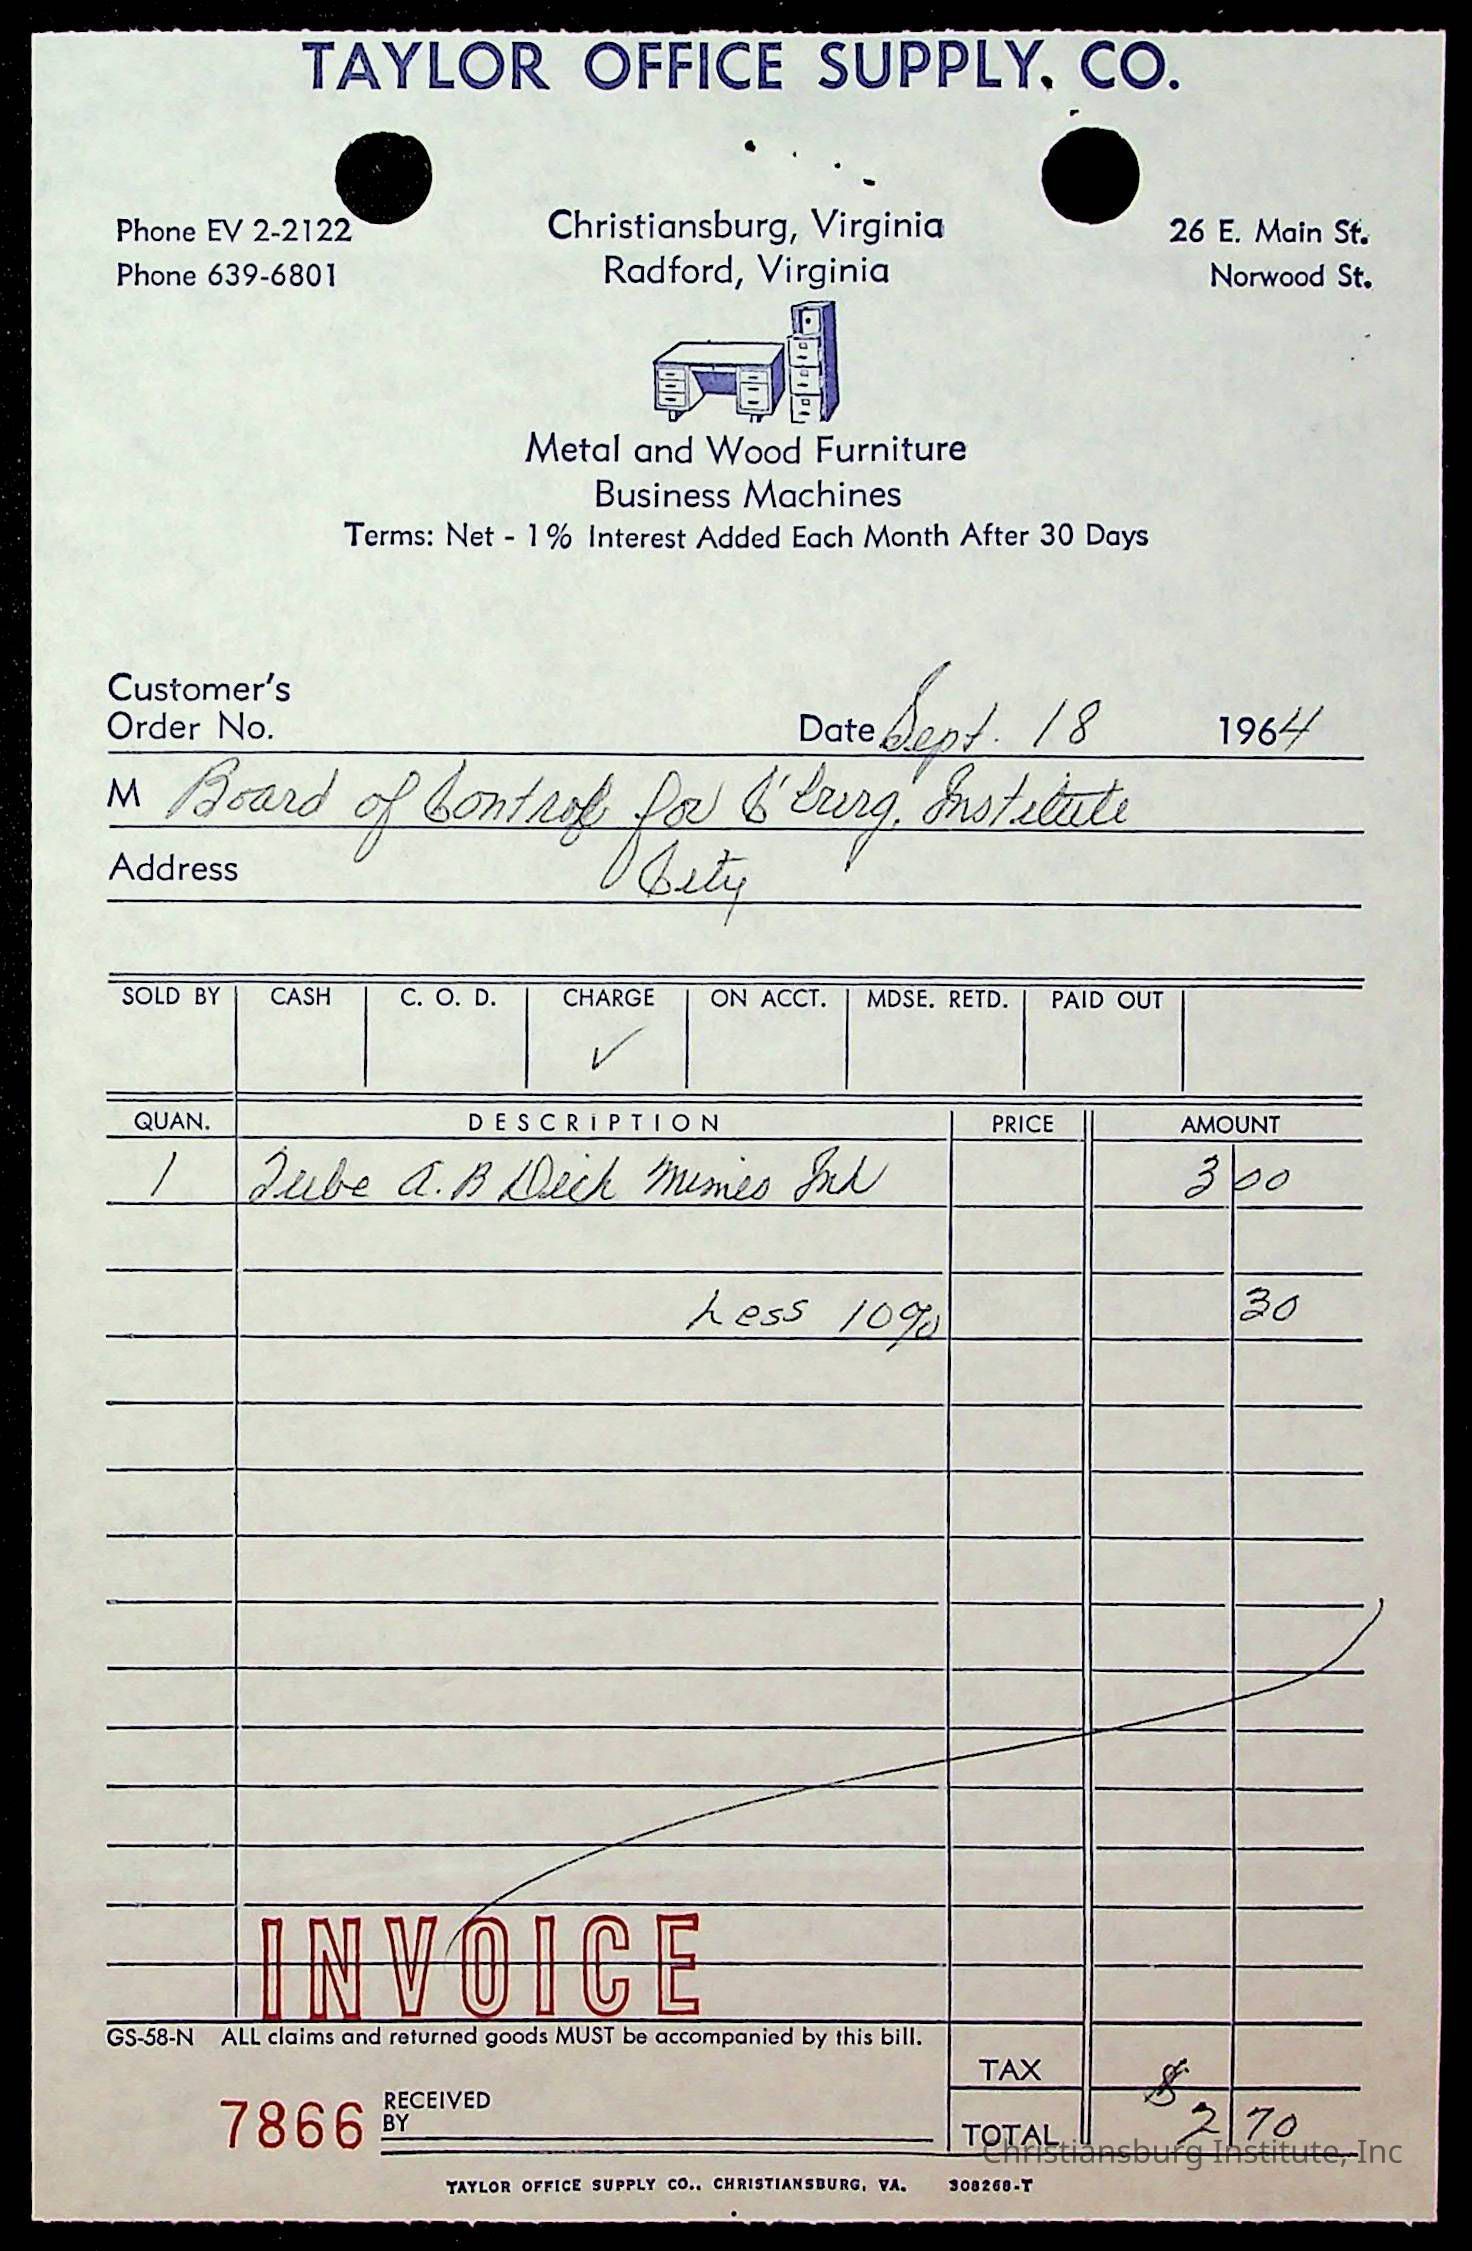 TAYLOR OFFICE SUPPLY. CO.
Phone EV 2-2122 Christiansburg, Virginia 26 E. Main St.
Phone 639-6801 Radford, Virginia Norwood St.
Metal and Wood Furniture
Business Machines
Terms: Net - 1% Interest Added Each Month After 30 Days
Customer's
Order No. Date Sept. 18 1964
M Board of Control for C'burg. Institute
Address City
SOLD BY CASH C. O. D. CHARGE ON ACCT. MDSE. RETD. PAID OUT
✓
QUAN. DESCRIPTION PRICE AMOUNT
1 Tube A.B Dick Mimeo Ink 3 00
Less 10% 30
INVOICE
GS-58-N ALL claims and returned goods MUST be accompanied by this bill.
TAX
7866 RECEIVED BY TOTAL $ 2 70
Christiansburg Institute, Inc
TAYLOR OFFICE SUPPLY CO., CHRISTIANSBURG, VA. 308268-T